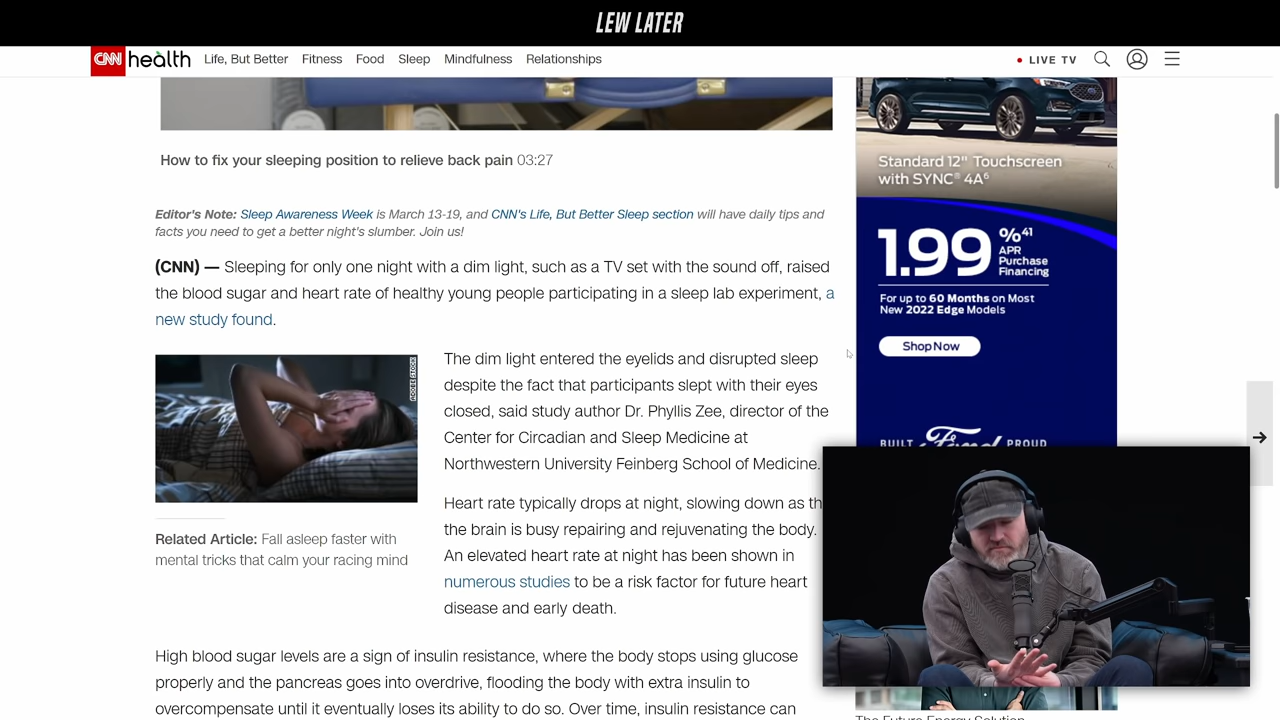 LEW LATER
CNN health Life, But Better Fitness Food Sleep Mindfulness Relationships LIVE TV
How to fix your sleeping position to relieve back pain 03:27
Editor's Note: Sleep Awareness Week is March 13-19, and CNN's Life, But Better Sleep section will have daily tips and
facts you need to get a better night's slumber. Join us!
(CNN) — Sleeping for only one night with a dim light, such as a TV set with the sound off, raised
the blood sugar and heart rate of healthy young people participating in a sleep lab experiment, a
new study found.
ADOBE STOCK
Related Article: Fall asleep faster with
mental tricks that calm your racing mind
The dim light entered the eyelids and disrupted sleep
despite the fact that participants slept with their eyes
closed, said study author Dr. Phyllis Zee, director of the
Center for Circadian and Sleep Medicine at
Northwestern University Feinberg School of Medicine.
Heart rate typically drops at night, slowing down as
the brain is busy repairing and rejuvenating the body.
An elevated heart rate at night has been shown in
numerous studies to be a risk factor for future heart
disease and early death.
High blood sugar levels are a sign of insulin resistance, where the body stops using glucose
properly and the pancreas goes into overdrive, flooding the body with extra insulin to
overcompensate until it eventually loses its ability to do so. Over time, insulin resistance can
Standard 12" Touchscreen
with SYNC® 4A6
1.99%41
APR
Purchase
Financing
For up to 60 Months on Most
New 2022 Edge Models
Shop Now
BUILT Ford PROUD
The Future Energy Solution